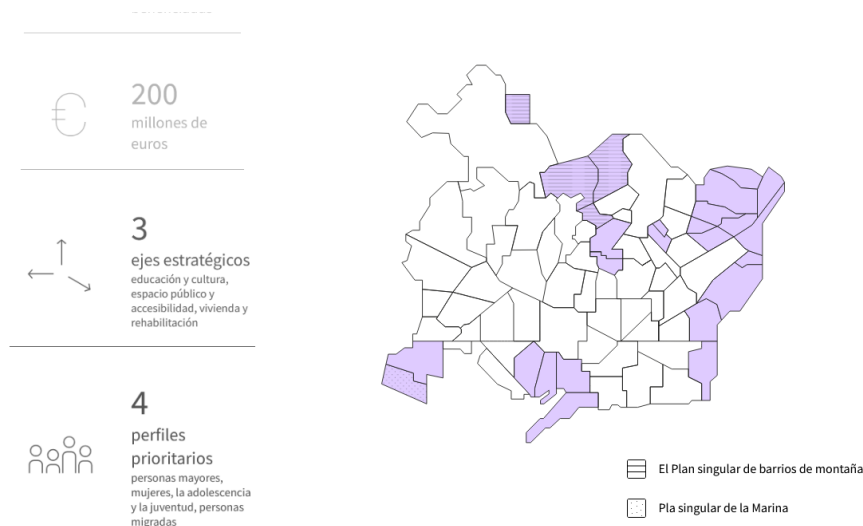 200
millones de
euros
3
ejes estratégicos
educación y cultura,
espacio público y
accesibilidad, vivienda y
rehabilitación
4
perfiles
prioritarios
personas mayores,
mujeres, la adolescencia
y la juventud, personas
migradas
El Plan singular de barrios de montaña
Pla singular de la Marina